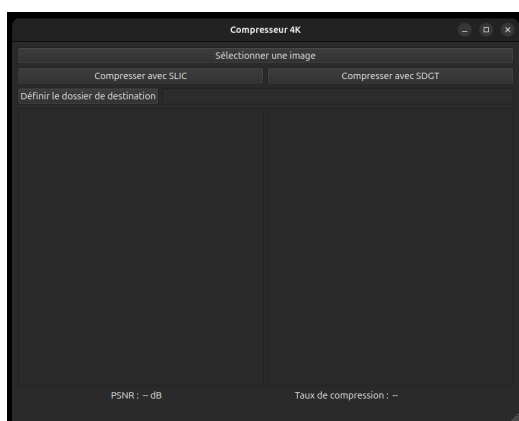 Compresseur 4K
Sélectionner une image
Compresser avec SLIC Compresser avec SDGT
Définir le dossier de destination
PSNR : -- dB Taux de compression : --